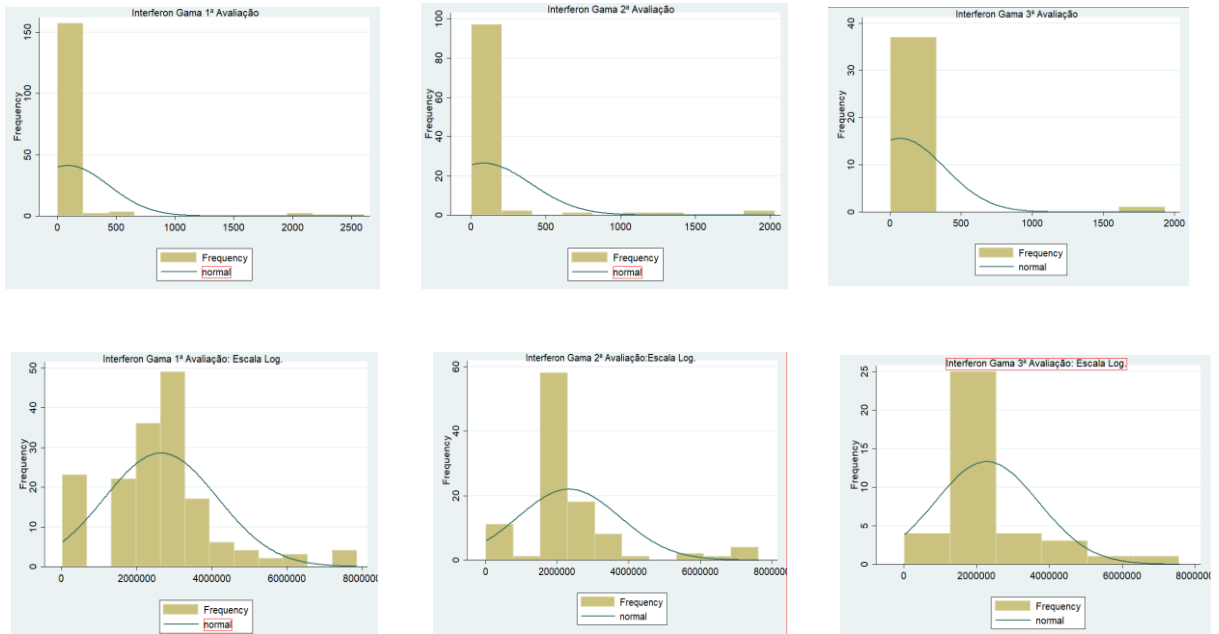 Interferon Gama 1ª Avaliação
150
100
50
0
Frequency
0 500 1000 1500 2000 2500
Frequency
normal
Interferon Gama 2ª Avaliação
100
80
60
40
20
0
Frequency
0 500 1000 1500 2000
Frequency
normal
Interferon Gama 3ª Avaliação
40
30
20
10
0
Frequency
0 500 1000 1500 2000
Frequency
normal
Interferon Gama 1ª Avaliação: Escala Log.
50
40
30
20
10
0
Frequency
0 2000000 4000000 6000000 8000000
Frequency
normal
Interferon Gama 2ª Avaliação:Escala Log.
60
40
20
0
Frequency
0 2000000 4000000 6000000 8000000
Frequency
normal
Interferon Gama 3ª Avaliação: Escala Log.
25
20
15
10
5
0
Frequency
0 2000000 4000000 6000000 8000000
Frequency
normal